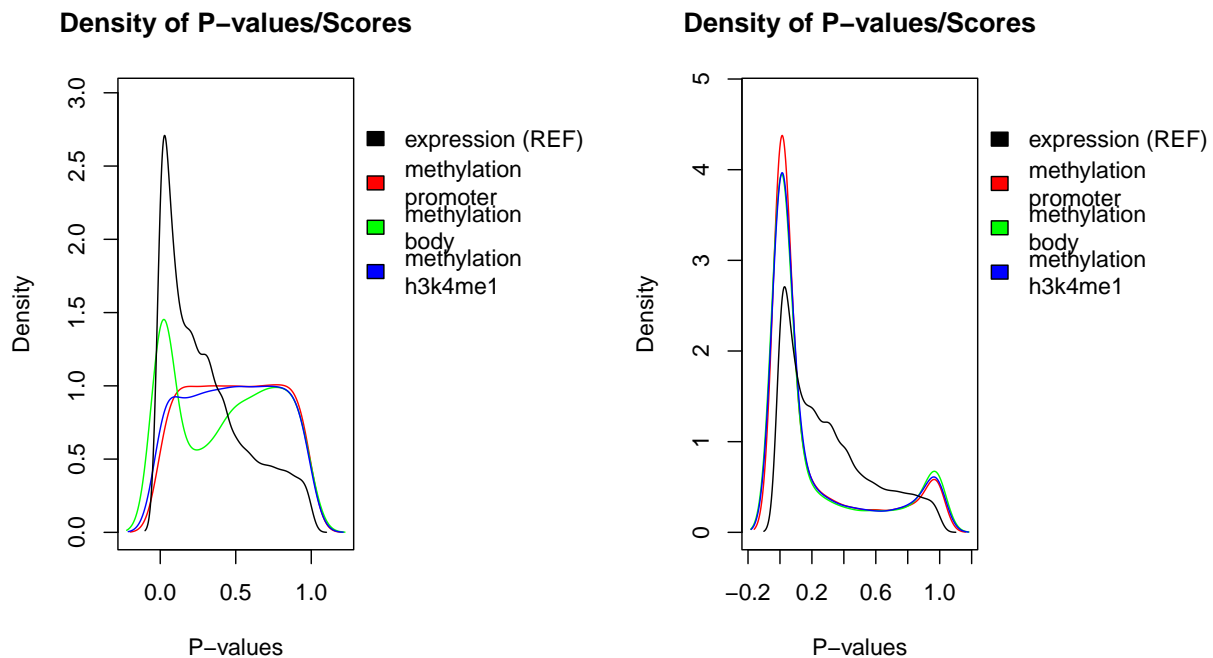 Density of P−values/Scores
Density
0.0 0.5 1.0 1.5 2.0 2.5 3.0
0.0 0.5 1.0
P−values
expression (REF)
methylation
promoter
methylation
body
methylation
h3k4me1
Density of P−values/Scores
Density
0 1 2 3 4 5
−0.2 0.2 0.6 1.0
P−values
expression (REF)
methylation
promoter
methylation
body
methylation
h3k4me1